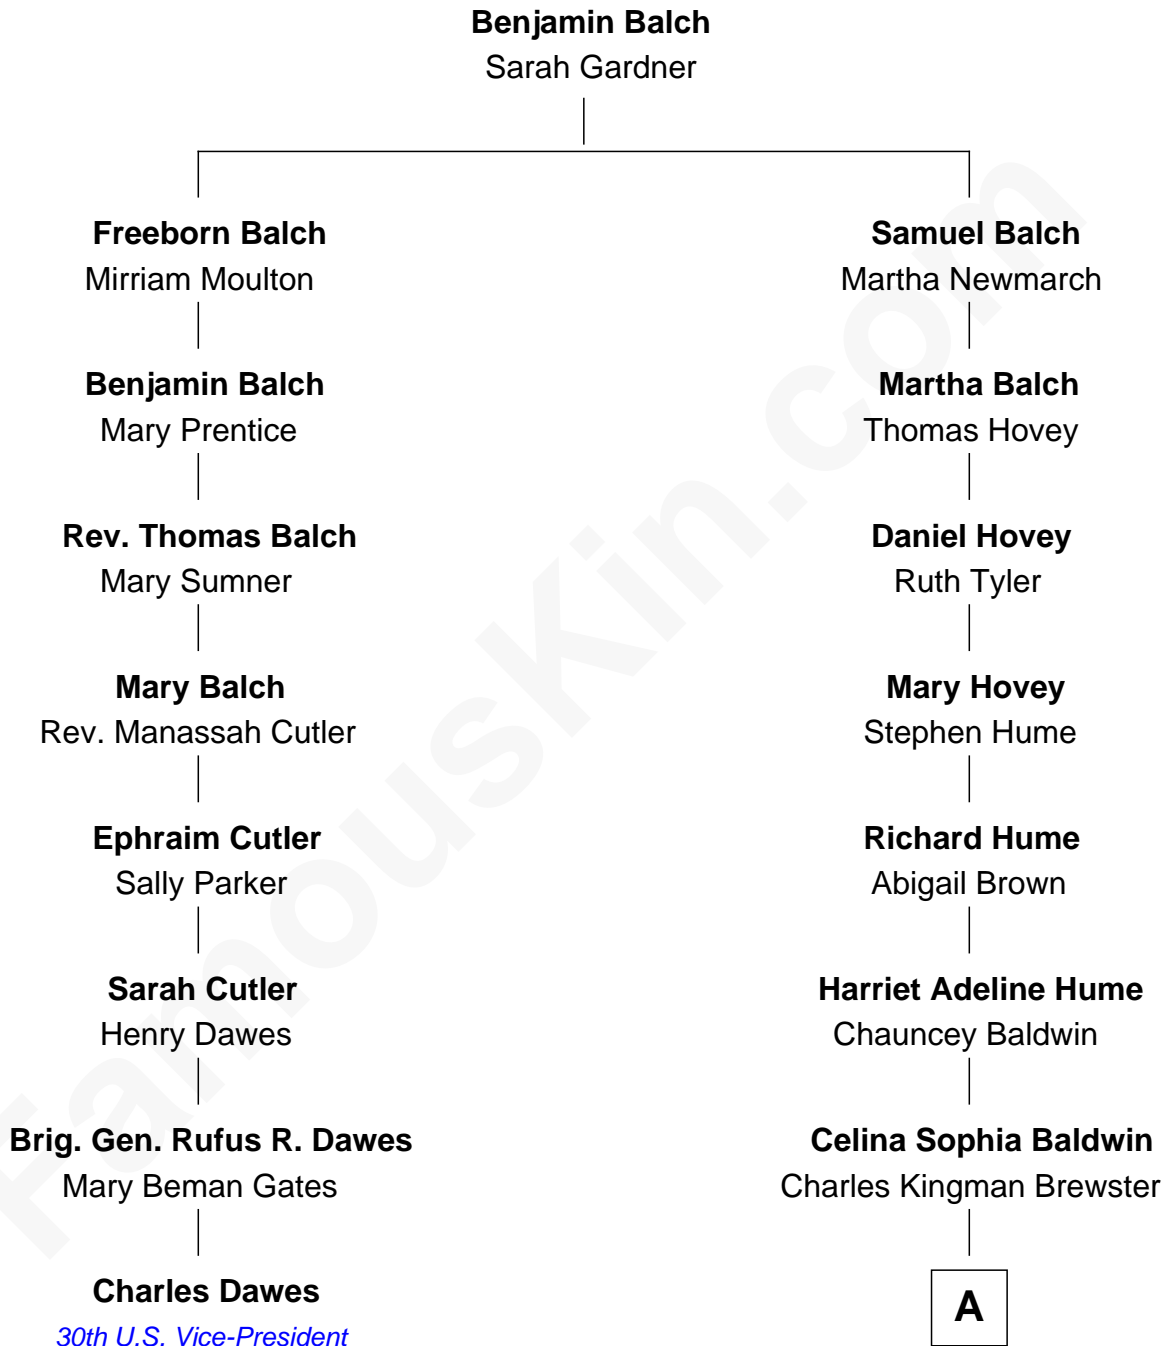 Benjamin Balch
Sarah Gardner
Freeborn Balch
Mirriam Moulton
Samuel Balch
Martha Newmarch
Benjamin Balch
Mary Prentice
Martha Balch
Thomas Hovey
Rev. Thomas Balch
Mary Sumner
Daniel Hovey
Ruth Tyler
Mary Balch
Rev. Manassah Cutler
Mary Hovey
Stephen Hume
Ephraim Cutler
Sally Parker
Richard Hume
Abigail Brown
Sarah Cutler
Henry Dawes
Harriet Adeline Hume
Chauncey Baldwin
Brig. Gen. Rufus R. Dawes
Mary Beman Gates
Celina Sophia Baldwin
Charles Kingman Brewster
Charles Dawes
30th U.S. Vice-President
A
FamousKin.com